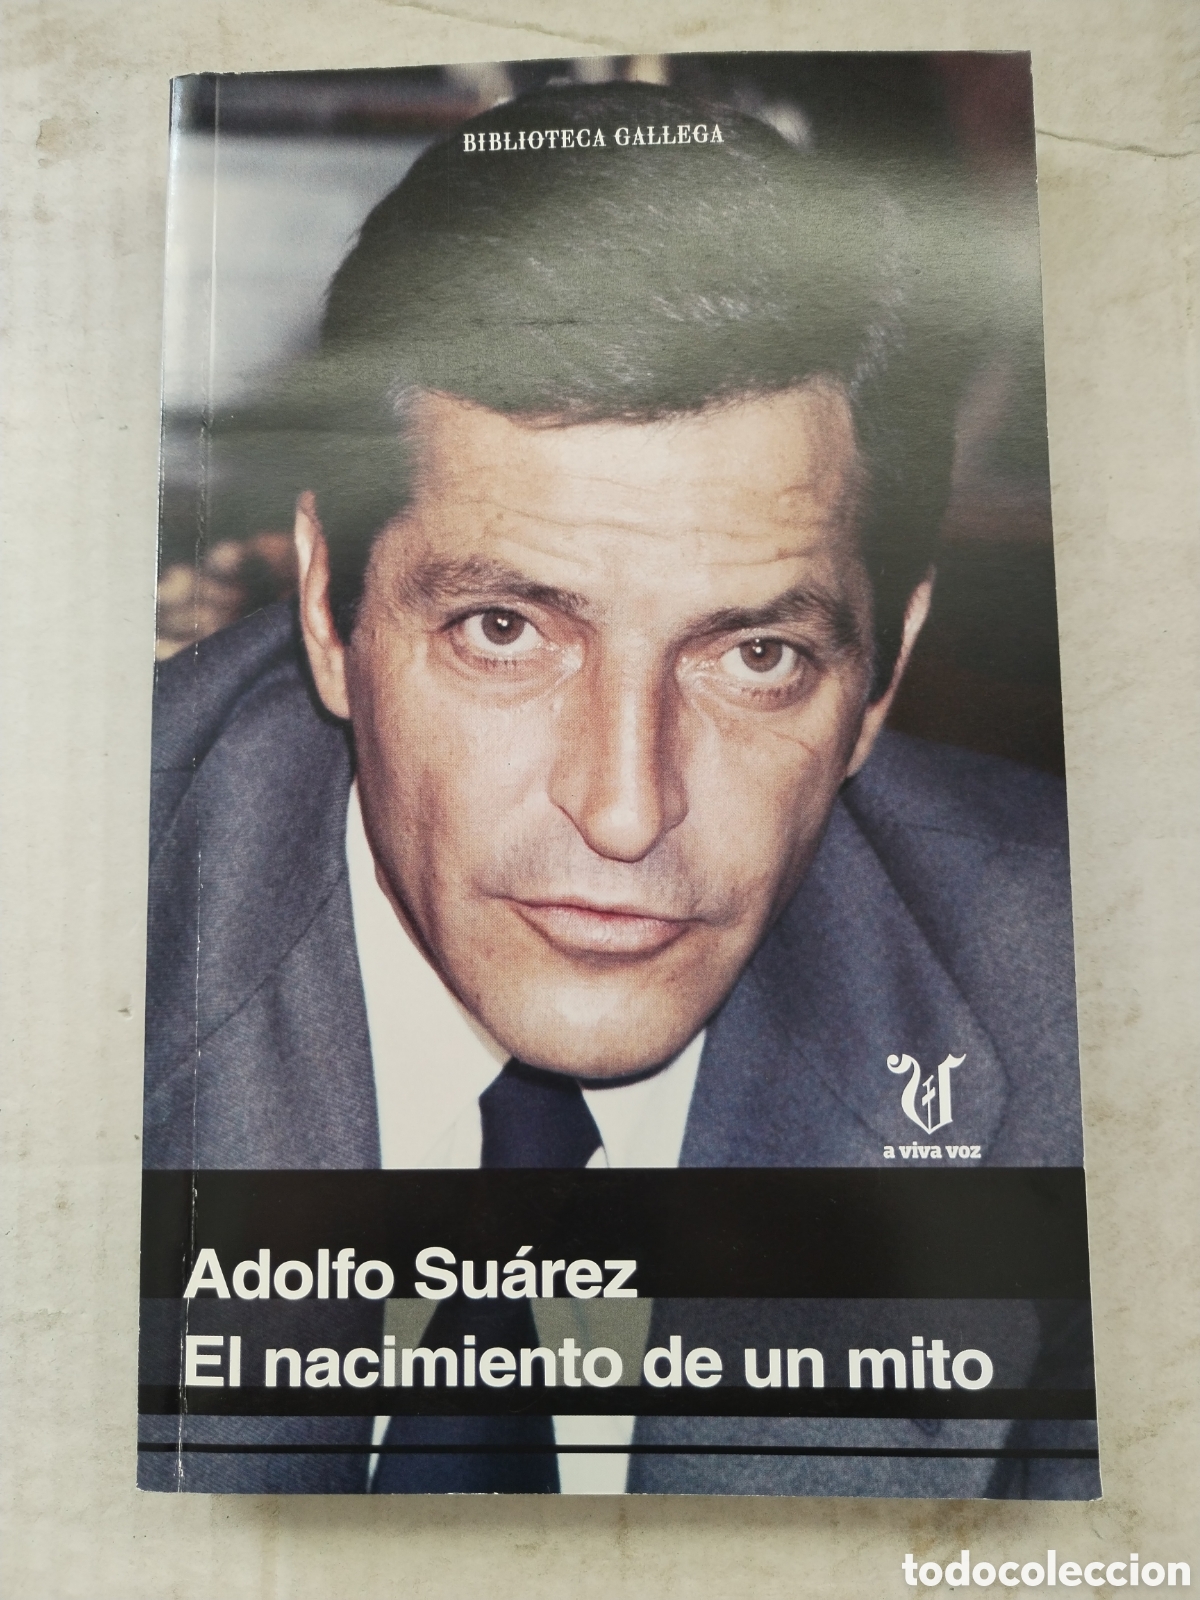 BIBLIOTECA GALLEGA
a viva voz
Adolfo Suárez
El nacimiento de un mito
todocoleccion